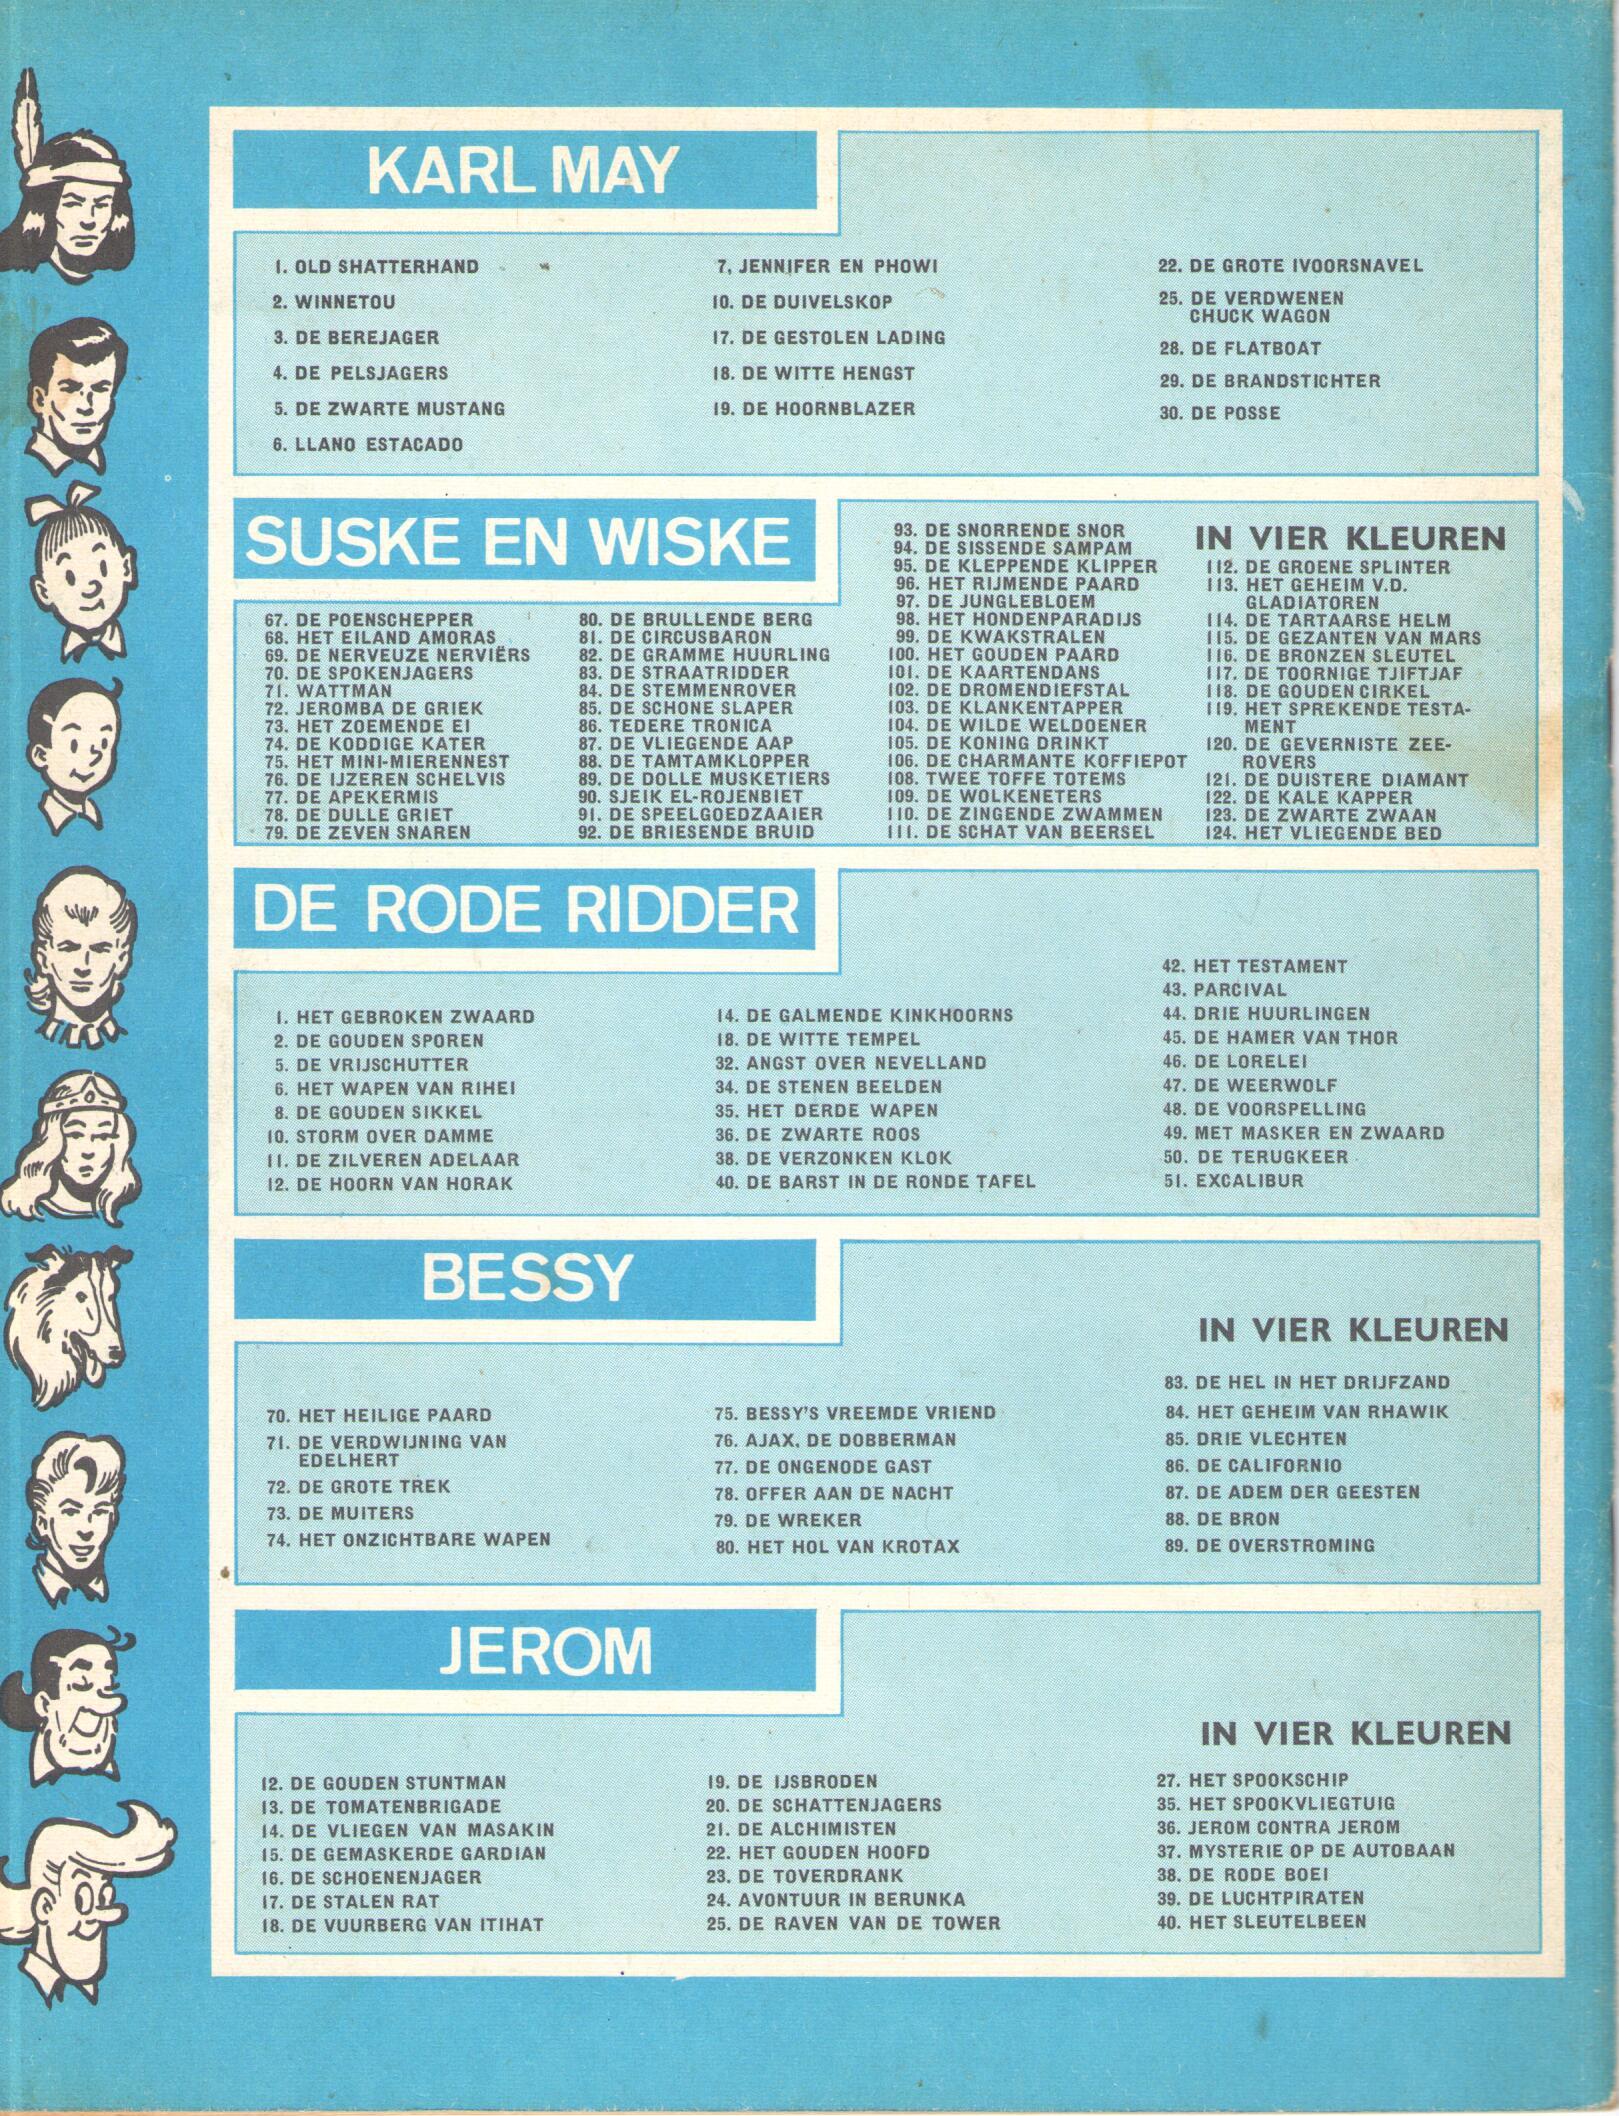 KARL MAY
1. OLD SHATTERHAND
2. WINNETOU
3. DE BEREJAGER
4. DE PELSJAGERS
5. DE ZWARTE MUSTANG
6. LLANO ESTACADO
7, JENNIFER EN PHOWI
10. DE DUIVELSKOP
17. DE GESTOLEN LADING
18. DE WITTE HENGST
19. DE HOORNBLAZER
22. DE GROTE IVOORSNAVEL
25. DE VERDWENEN
CHUCK WAGON
28. DE FLATBOAT
29. DE BRANDSTICHTER
30. DE POSSE
SUSKE EN WISKE
67. DE POENSCHEPPER
68. HET EILAND AMORAS
69. DE NERVEUZE NERVIËRS
70. DE SPOKENJAGERS
71. WATTMAN
72. JEROMBA DE GRIEK
73. HET ZOEMENDE EI
74. DE KODDIGE KATER
75. HET MINI-MIERENNEST
76. DE IJZEREN SCHELVIS
77. DE APEKERMIS
78. DE DULLE GRIET
79. DE ZEVEN SNAREN
80. DE BRULLENDE BERG
81. DE CIRCUSBARON
82. DE GRAMME HUURLING
83. DE STRAATRIDDER
84. DE STEMMENROVER
85. DE SCHONE SLAPER
86. TEDERE TRONICA
87. DE VLIEGENDE AAP
88. DE TAMTAMKLOPPER
89. DE DOLLE MUSKETIERS
90. SJEIK EL-ROJENBIET
91. DE SPEELGOEDZAAIER
92. DE BRIESENDE BRUID
93. DE SNORRENDE SNOR
94. DE SISSENDE SAMPAM
95. DE KLEPPENDE KLIPPER
96. HET RIJMENDE PAARD
97. DE JUNGLEBLOEM
98. HET HONDENPARADIJS
99. DE KWAKSTRALEN
100. HET GOUDEN PAARD
101. DE KAARTENDANS
102. DE DROMENDIEFSTAL
103. DE KLANKENTAPPER
104. DE WILDE WELDOENER
105. DE KONING DRINKT
106. DE CHARMANTE KOFFIEPOT
108. TWEE TOFFE TOTEMS
109. DE WOLKENETERS
110. DE ZINGENDE ZWAMMEN
111. DE SCHAT VAN BEERSEL
IN VIER KLEUREN
112. DE GROENE SPLINTER
113. HET GEHEIM V.D.
GLADIATOREN
114. DE TARTAARSE HELM
115. DE GEZANTEN VAN MARS
116. DE BRONZEN SLEUTEL
117. DE TOORNIGE TJIFTJAF
118. DE GOUDEN CIRKEL
119. HET SPREKENDE TESTA-
MENT
120. DE GEVERNISTE ZEE-
ROVERS
121. DE DUISTERE DIAMANT
122. DE KALE KAPPER
123. DE ZWARTE ZWAAN
124. HET VLIEGENDE BED
DE RODE RIDDER
1. HET GEBROKEN ZWAARD
2. DE GOUDEN SPOREN
5. DE VRIJSCHUTTER
6. HET WAPEN VAN RIHEI
8. DE GOUDEN SIKKEL
10. STORM OVER DAMME
11. DE ZILVEREN ADELAAR
12. DE HOORN VAN HORAK
14. DE GALMENDE KINKHOORNS
18. DE WITTE TEMPEL
32. ANGST OVER NEVELLAND
34. DE STENEN BEELDEN
35. HET DERDE WAPEN
36. DE ZWARTE ROOS
38. DE VERZONKEN KLOK
40. DE BARST IN DE RONDE TAFEL
42. HET TESTAMENT
43. PARCIVAL
44. DRIE HUURLINGEN
45. DE HAMER VAN THOR
46. DE LORELEI
47. DE WEERWOLF
48. DE VOORSPELLING
49. MET MASKER EN ZWAARD
50. DE TERUGKEER
51. EXCALIBUR
BESSY
70. HET HEILIGE PAARD
71. DE VERDWIJNING VAN
EDELHERT
72. DE GROTE TREK
73. DE MUITERS
74. HET ONZICHTBARE WAPEN
75. BESSY'S VREEMDE VRIEND
76. AJAX, DE DOBBERMAN
77. DE ONGENODE GAST
78. OFFER AAN DE NACHT
79. DE WREKER
80. HET HOL VAN KROTAX
IN VIER KLEUREN
83. DE HEL IN HET DRIJFZAND
84. HET GEHEIM VAN RHAWIK
85. DRIE VLECHTEN
86. DE CALIFORNIO
87. DE ADEM DER GEESTEN
88. DE BRON
89. DE OVERSTROMING
JEROM
12. DE GOUDEN STUNTMAN
13. DE TOMATENBRIGADE
14. DE VLIEGEN VAN MASAKIN
15. DE GEMASKERDE GARDIAN
16. DE SCHOENENJAGER
17. DE STALEN RAT
18. DE VUURBERG VAN ITIHAT
19. DE IJSBRODEN
20. DE SCHATTENJAGERS
21. DE ALCHIMISTEN
22. HET GOUDEN HOOFD
23. DE TOVERDRANK
24. AVONTUUR IN BERUNKA
25. DE RAVEN VAN DE TOWER
IN VIER KLEUREN
27. HET SPOOKSCHIP
35. HET SPOOKVLIEGTUIG
36. JEROM CONTRA JEROM
37. MYSTERIE OP DE AUTOBAAN
38. DE RODE BOEI
39. DE LUCHTPIRATEN
40. HET SLEUTELBEEN